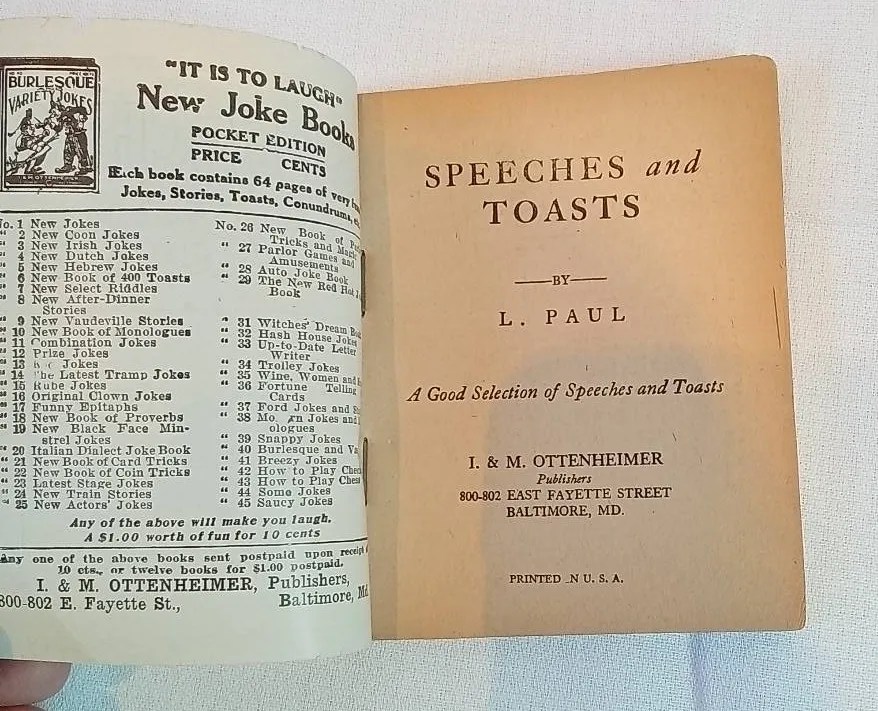 BURLESQUE
VARIETY JOKES
"IT IS TO LAUGH"
New Joke Books
POCKET EDITION
PRICE CENTS
Each book contains 64 pages of very
Jokes, Stories, Toasts, Conundrums,
No. 1 New Jokes
" 2 New Coon Jokes
" 3 New Irish Jokes
" 4 New Dutch Jokes
" 5 New Hebrew Jokes
" 6 New Book of 400 Toasts
" 7 New Select Riddles
" 8 New After-Dinner
Stories
" 9 New Vaudeville Stories
" 10 New Book of Monologues
" 11 Combination Jokes
" 12 Prize Jokes
" 13 Jokes
" 14 The Latest Tramp Jokes
" 15 Rube Jokes
" 16 Original Clown Jokes
" 17 Funny Epitaphs
" 18 New Book of Proverbs
" 19 New Black Face Min-
strel Jokes
" 20 Italian Dialect Joke Book
" 21 New Book of Card Tricks
" 22 New Book of Coin Tricks
" 23 Latest Stage Jokes
" 24 New Train Stories
" 25 New Actors' Jokes
No. 26 New Book of
Tricks and
" 27 Parlor Games and
Amusements
" 28 Auto Joke Book
" 29 The New Red Hot
Book
" 31 Witches' Dream
" 32 Hash House Jokes
" 33 Up-to-Date Letter
Writer
" 34 Trolley Jokes
" 35 Wine, Women and
" 36 Fortune Telling
Cards
" 37 Ford Jokes and
" 38 Jokes and
ologues
" 39 Snappy Jokes
" 40 Burlesque and
" 41 Breezy Jokes
" 42 How to Play
" 43 How to Play Chess
" 44 Some Jokes
" 45 Saucy Jokes
Any of the above will make you laugh.
A $1.00 worth of fun for 10 cents
Any one of the above books sent postpaid upon receipt of
10 cts., or twelve books for $1.00 postpaid.
I. & M. OTTENHEIMER, Publishers,
800-802 E. Fayette St., Baltimore, Md.
SPEECHES and
TOASTS
BY
L. PAUL
A Good Selection of Speeches and Toasts
I. & M. OTTENHEIMER
Publishers
800-802 EAST FAYETTE STREET
BALTIMORE, MD.
PRINTED N U. S. A.